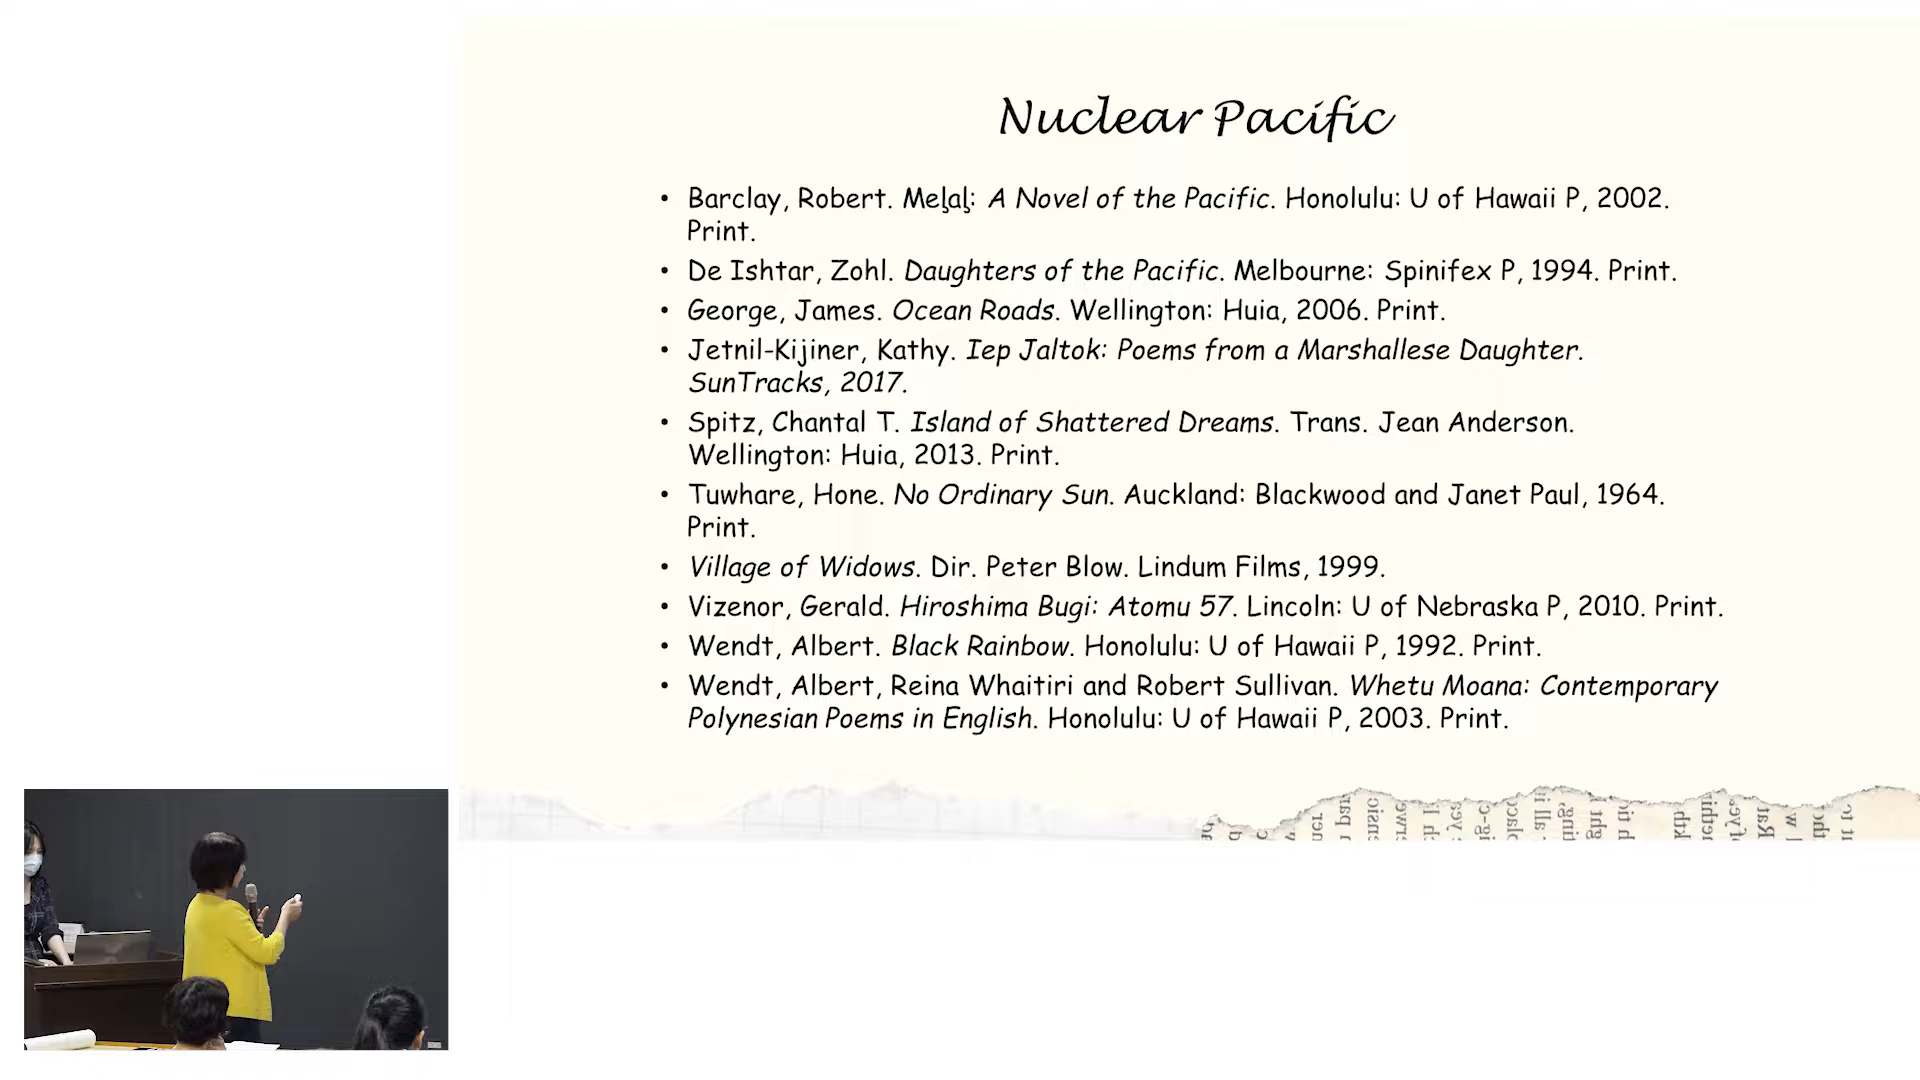 Nuclear Pacific
• Barclay, Robert. Mel̦al̦: A Novel of the Pacific. Honolulu: U of Hawaii P, 2002.
Print.
• De Ishtar, Zohl. Daughters of the Pacific. Melbourne: Spinifex P, 1994. Print.
• George, James. Ocean Roads. Wellington: Huia, 2006. Print.
• Jetnil-Kijiner, Kathy. Iep Jaltok: Poems from a Marshallese Daughter.
SunTracks, 2017.
• Spitz, Chantal T. Island of Shattered Dreams. Trans. Jean Anderson.
Wellington: Huia, 2013. Print.
• Tuwhare, Hone. No Ordinary Sun. Auckland: Blackwood and Janet Paul, 1964.
Print.
• Village of Widows. Dir. Peter Blow. Lindum Films, 1999.
• Vizenor, Gerald. Hiroshima Bugi: Atomu 57. Lincoln: U of Nebraska P, 2010. Print.
• Wendt, Albert. Black Rainbow. Honolulu: U of Hawaii P, 1992. Print.
• Wendt, Albert, Reina Whaitiri and Robert Sullivan. Whetu Moana: Contemporary
Polynesian Poems in English. Honolulu: U of Hawaii P, 2003. Print.